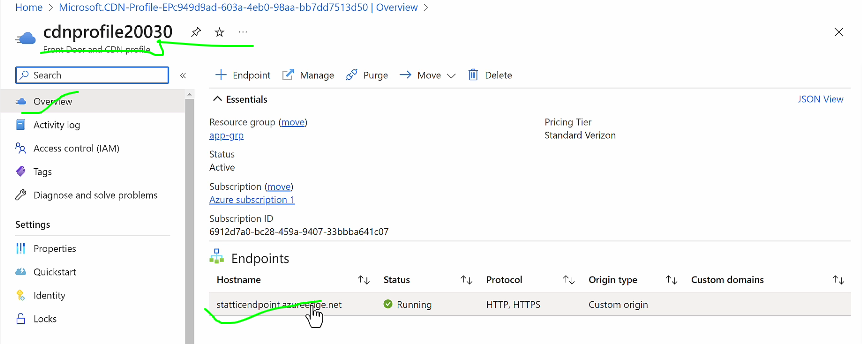 Home > Microsoft.CDN-Profile-EPc949d9ad-603a-4eb0-98aa-bb7dd7513d50 | Overview >
cdnprofile20030
Front Door and CDN profile
Search
Overview
Activity log
Access control (IAM)
Tags
Diagnose and solve problems
Settings
Properties
Quickstart
Identity
Locks
Endpoint Manage Purge Move Delete
Essentials JSON View
Resource group (move)
app-grp
Pricing Tier
Standard Verizon
Status
Active
Subscription (move)
Azure subscription 1
Subscription ID
6912d7a0-bc28-459a-9407-33bbba641c07
Endpoints
Hostname Status Protocol Origin type Custom domains
statticendpoint.azureedge.net Running HTTP, HTTPS Custom origin